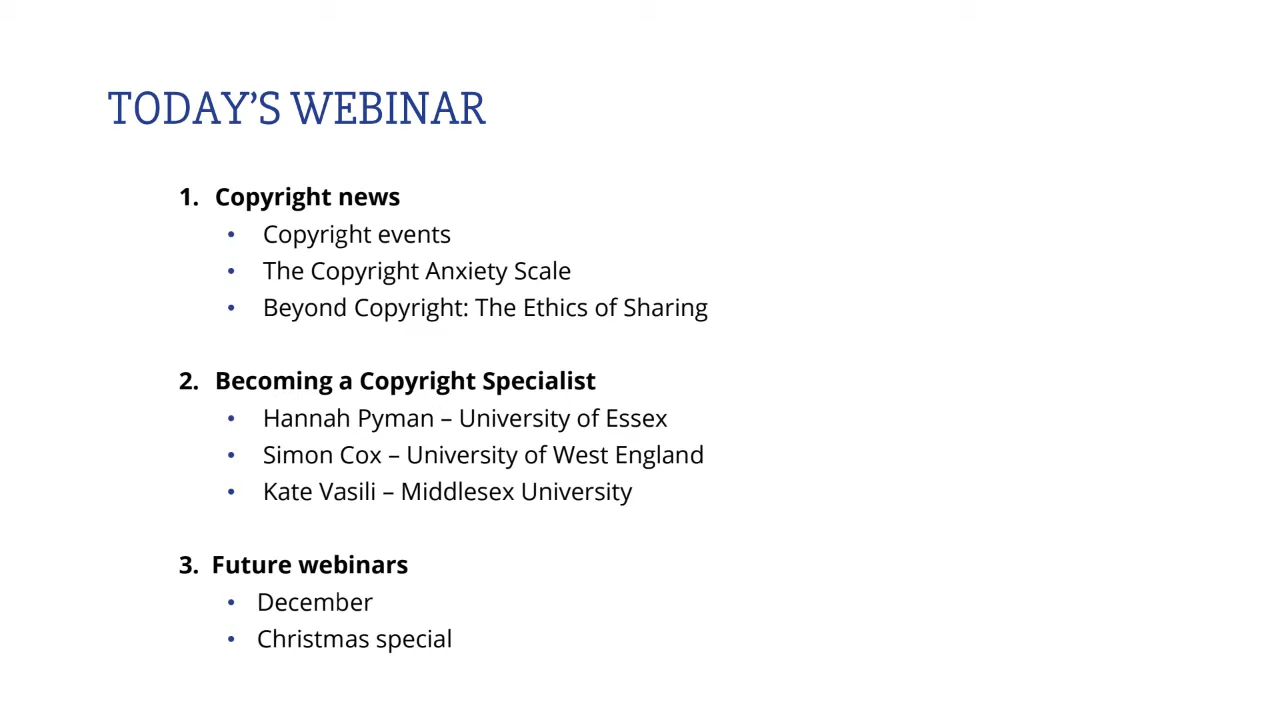 TODAY’S WEBINAR
1. Copyright news
• Copyright events
• The Copyright Anxiety Scale
• Beyond Copyright: The Ethics of Sharing
2. Becoming a Copyright Specialist
• Hannah Pyman – University of Essex
• Simon Cox – University of West England
• Kate Vasili – Middlesex University
3. Future webinars
• December
• Christmas special